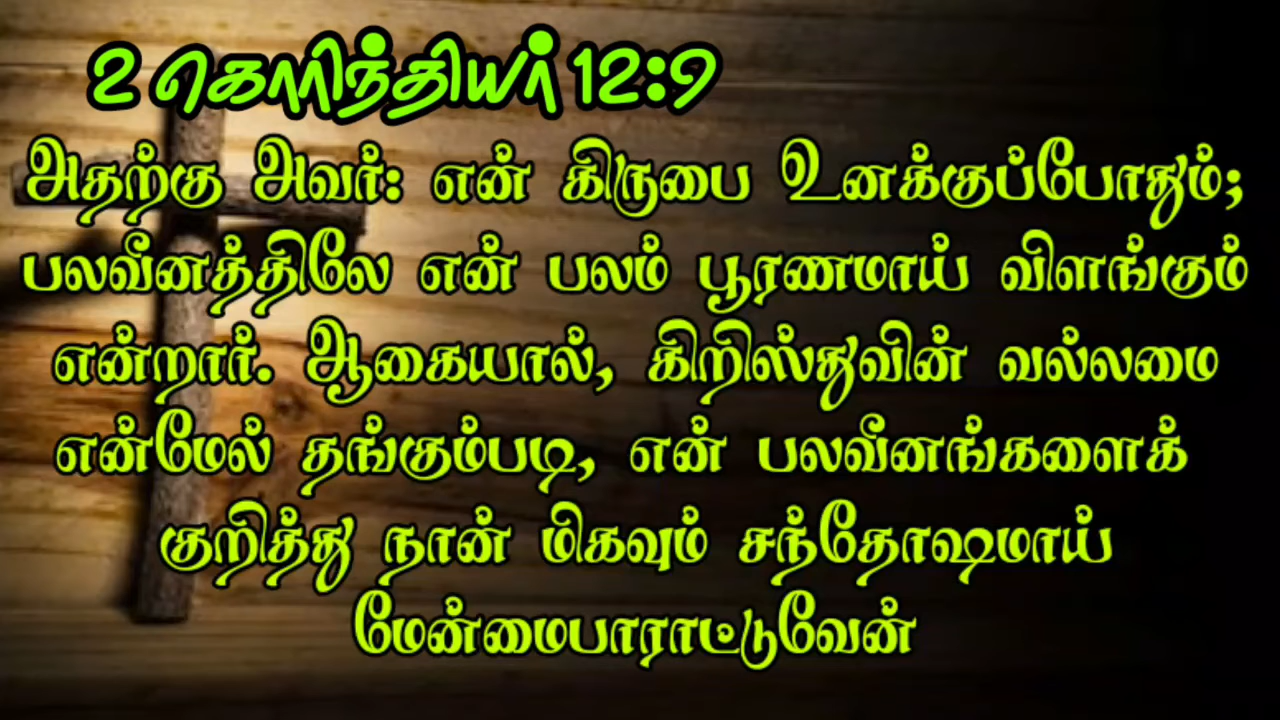 2 கொரிந்தியர் 12:9
அதற்கு அவர்: என் கிருபை உனக்குப்போதும்;
பலவீனத்திலே என் பலம் பூரணமாய் விளங்கும்
என்றார். ஆகையால், கிறிஸ்துவின் வல்லமை
என்மேல் தங்கும்படி, என் பலவீனங்களைக்
குறித்து நான் மிகவும் சந்தோஷமாய்
மேன்மைபாராட்டுவேன்